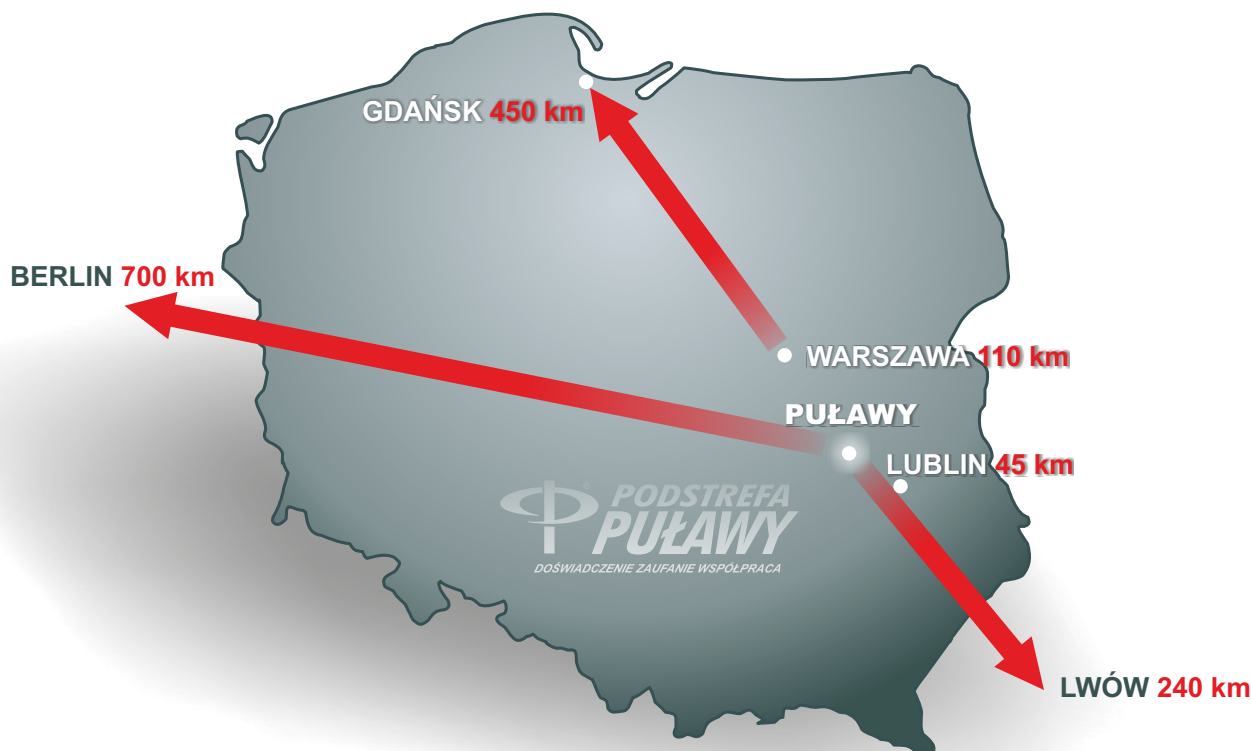 GDAŃSK 450 km
BERLIN 700 km
WARSZAWA 110 km
PUŁAWY
LUBLIN 45 km
PODSTREFA
PUŁAWY
®
DOŚWIADCZENIE ZAUFANIE WSPÓŁPRACA
LWÓW 240 km